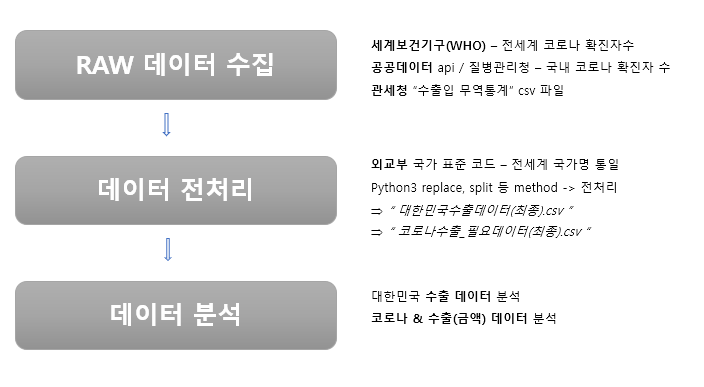 RAW 데이터 수집
세계보건기구(WHO) – 전세계 코로나 확진자수
공공데이터 api / 질병관리청 – 국내 코로나 확진자 수
관세청 “수출입 무역통계” csv 파일
데이터 전처리
외교부 국가 표준 코드 – 전세계 국가명 통일
Python3 replace, split 등 method -> 전처리
⇒ “ 대한민국수출데이터(최종).csv ”
⇒ “ 코로나수출_필요데이터(최종).csv ”
데이터 분석
대한민국 수출 데이터 분석
코로나 & 수출(금액) 데이터 분석